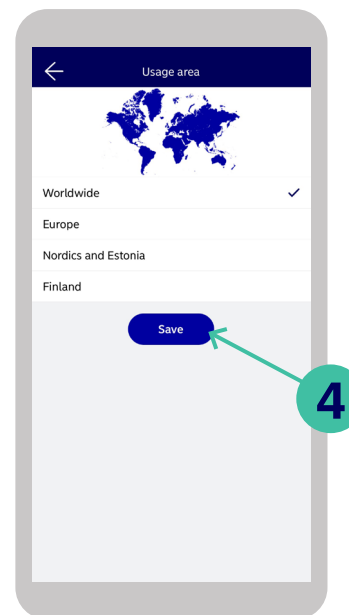 Usage area
Worldwide
Europe
Nordics and Estonia
Finland
Save
4